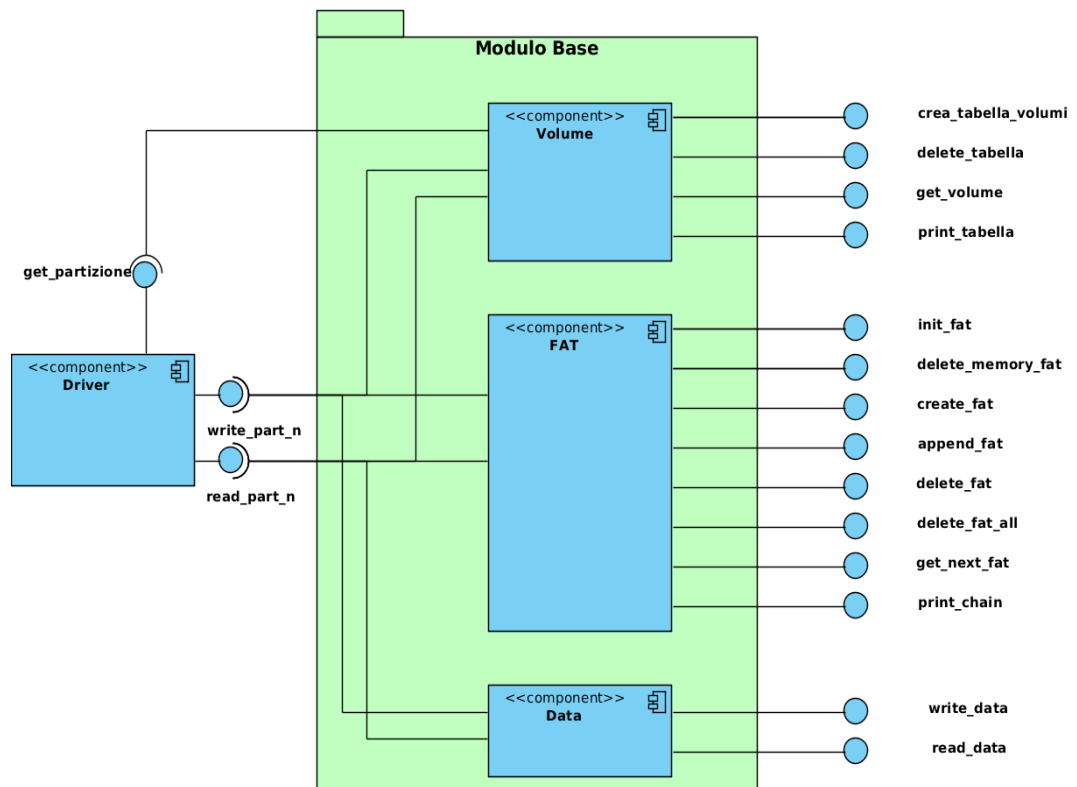 Modulo Base
<<component>>
Volume
crea_tabella_volumi
delete_tabella
get_volume
print_tabella
get_partizione
<<component>>
Driver
write_part_n
read_part_n
<<component>>
FAT
init_fat
delete_memory_fat
create_fat
append_fat
delete_fat
delete_fat_all
get_next_fat
print_chain
<<component>>
Data
write_data
read_data